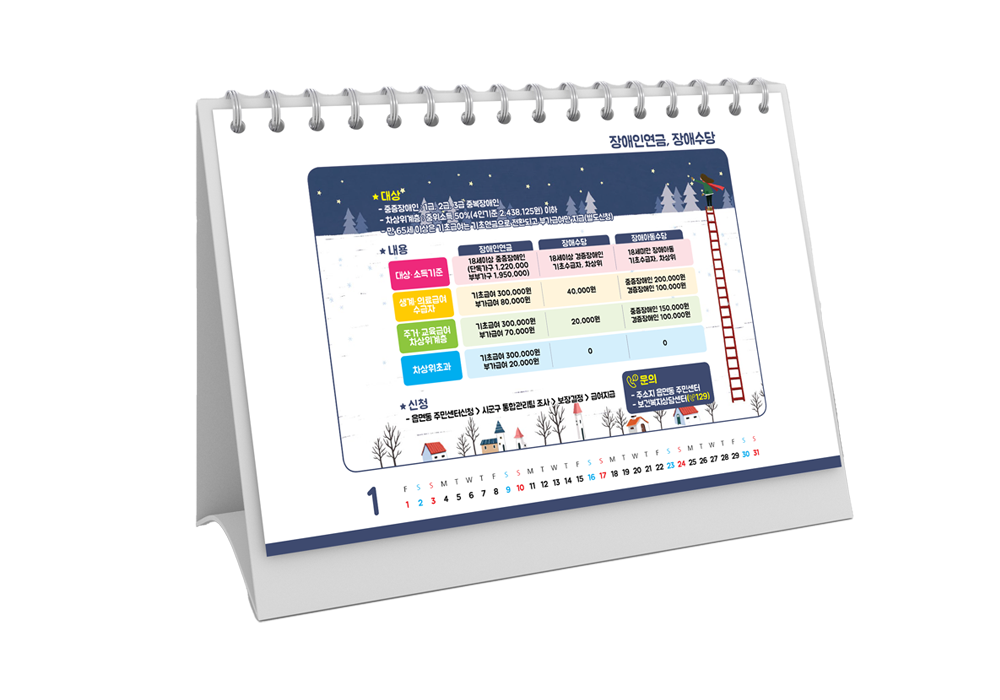 장애인연금, 장애수당
대상
- 중증장애인 : 1급, 2급, 3급 중복장애인
- 차상위계층 : 중위소득 50%(4인기준 2,438,125원) 이하
- 만 65세 이상은 기초급여는 기초연금으로 전환되고 부가급여만 지급(별도신청)
내용
장애인연금 장애수당 장애아동수당
대상·소득기준
18세이상 중증장애인
(단독가구 1,220,000
부부가구 1,950,000)
18세이상 경증장애인
기초수급자, 차상위
18세미만 장애아동
기초수급자, 차상위
생계·의료급여
수급자
기초급여 300,000원
부가급여 80,000원
40,000원
중증장애인 200,000원
경증장애인 100,000원
주거·교육급여
차상위계층
기초급여 300,000원
부가급여 70,000원
20,000원
중증장애인 150,000원
경증장애인 100,000원
차상위초과
기초급여 300,000원
부가급여 20,000원
0
0
신청
- 읍면동 주민센터신청 > 시군구 통합관리팀 조사 > 보장결정 > 급여지급
문의
- 주소지 읍면동 주민센터
- 보건복지상담센터(☎129)
1
F S S M T W T F S S M T W T F S S M T W T F S S M T W T F S S
1 2 3 4 5 6 7 8 9 10 11 12 13 14 15 16 17 18 19 20 21 22 23 24 25 26 27 28 29 30 31